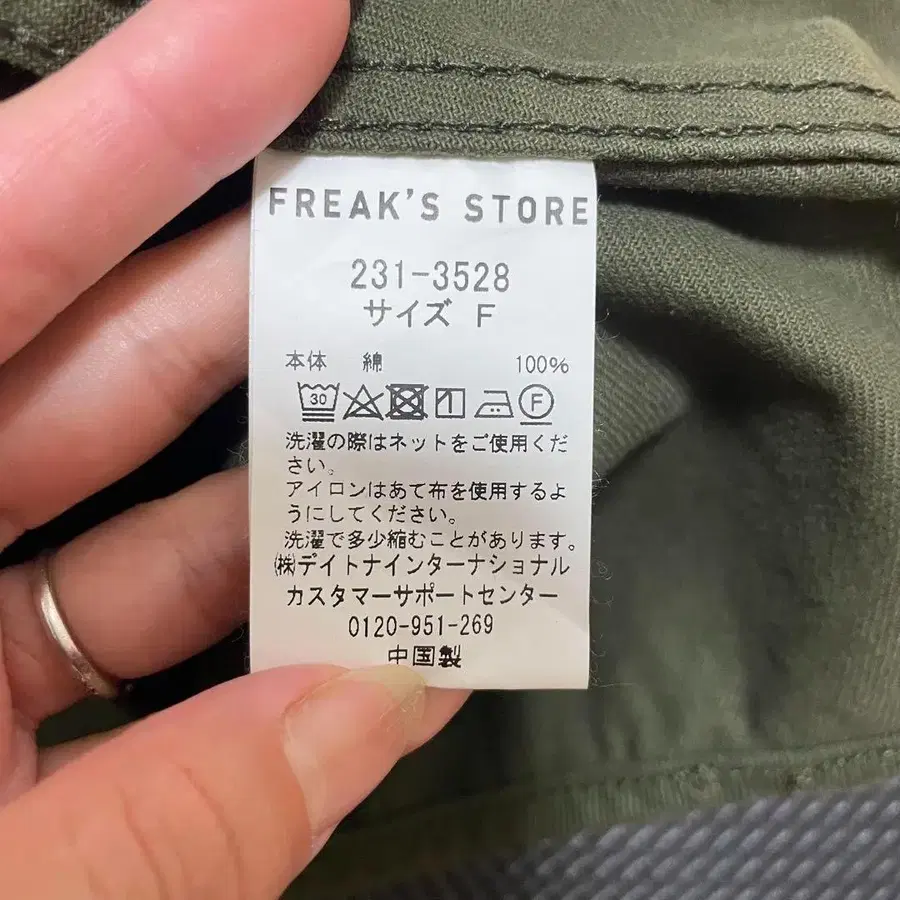 FREAK'S STORE
231-3528
サイズ F
本体 綿 100%
30 F
洗濯の際はネットをご使用くだ
さい。
アイロンはあて布を使用するよ
うにしてください。
洗濯で多少縮むことがあります。
㈱デイトナインターナショナル
カスタマーサポートセンター
0120-951-269
中国製